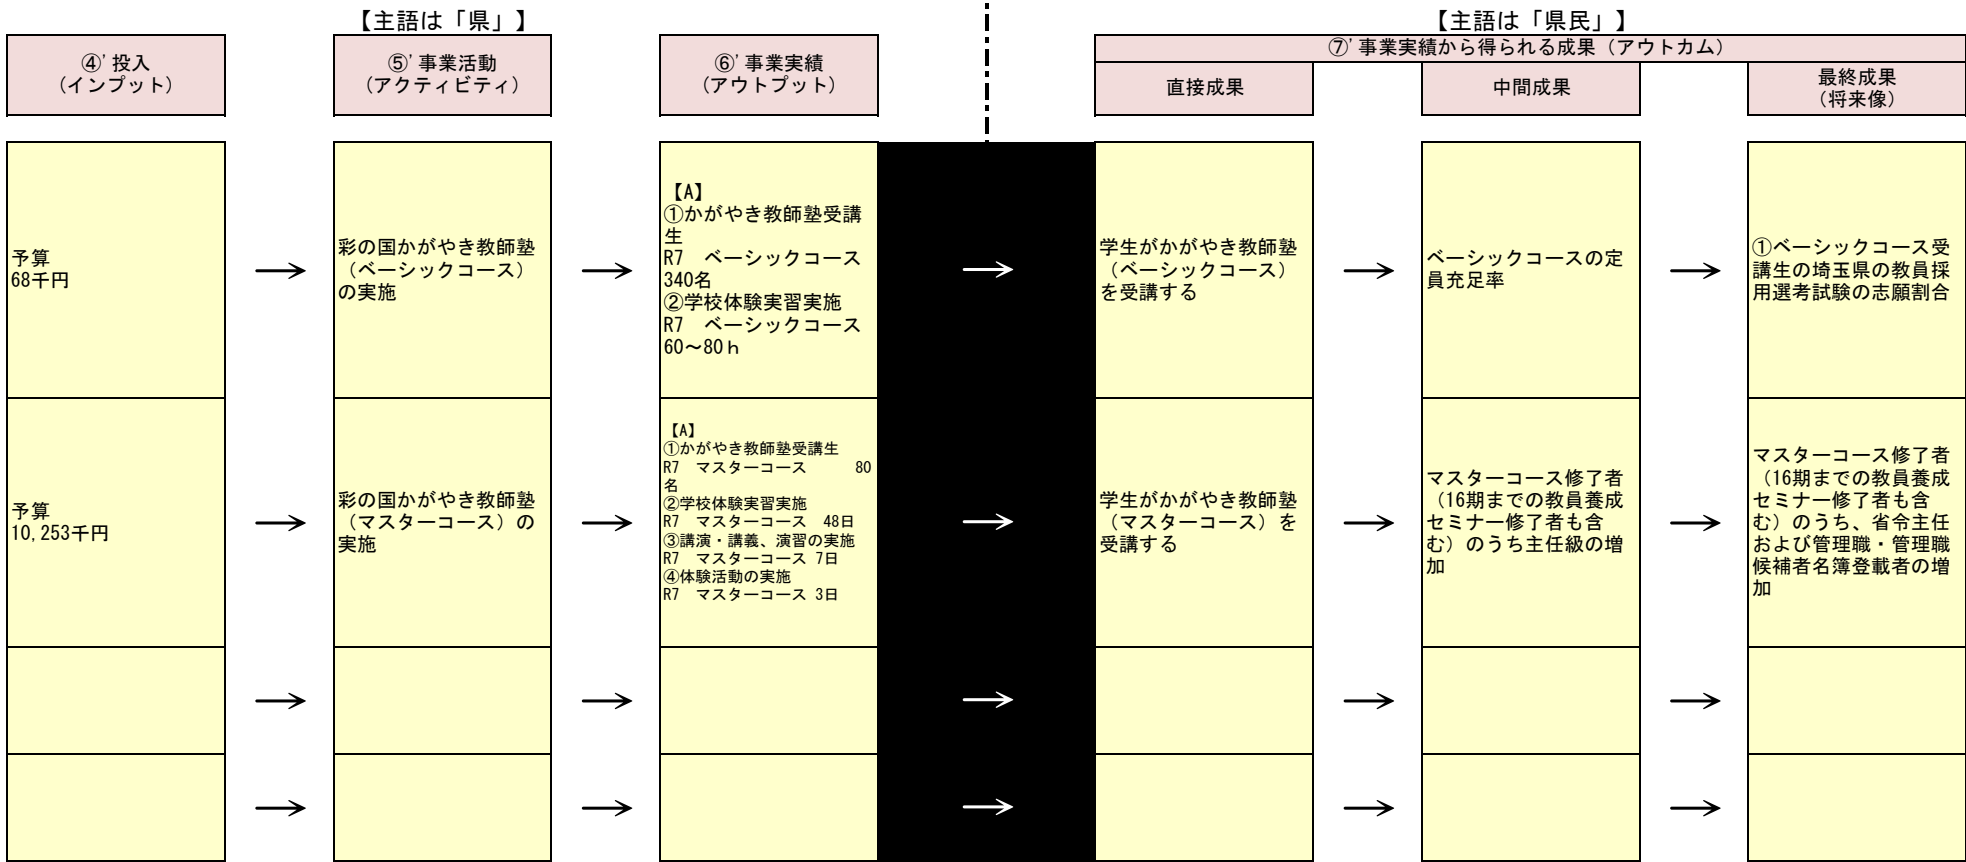 【主語は「県」】
【主語は「県民」】
④’投入
(インプット)
⑤’事業活動
(アクティビティ)
⑥’事業実績
(アウトプット)
⑦’事業実績から得られる成果(アウトカム)
直接成果
中間成果
最終成果
(将来像)
予算
68千円
→
彩の国かがやき教師塾
(ベーシックコース)
の実施
→
【A】
①かがやき教師塾受講
生
R7 ベーシックコース
340名
②学校体験実習実施
R7 ベーシックコース
60~80h
→
学生がかがやき教師塾
(ベーシックコース)
を受講する
→
ベーシックコースの定
員充足率
→
①ベーシックコース受
講生の埼玉県の教員採
用選考試験の志願割合
予算
10,253千円
→
彩の国かがやき教師塾
(マスターコース)の
実施
→
【A】
①かがやき教師塾受講生
R7 マスターコース 80
名
②学校体験実習実施
R7 マスターコース 48日
③講演・講義、演習の実施
R7 マスターコース 7日
④体験活動の実施
R7 マスターコース 3日
→
学生がかがやき教師塾
(マスターコース)を
受講する
→
マスターコース修了者
(16期までの教員養成
セミナー修了者も含
む)のうち主任級の増
加
→
マスターコース修了者
(16期までの教員養成
セミナー修了者も含
む)のうち、省令主任
および管理職・管理職
候補者名簿登載者の増
加
→ → → → →
→ → → → →